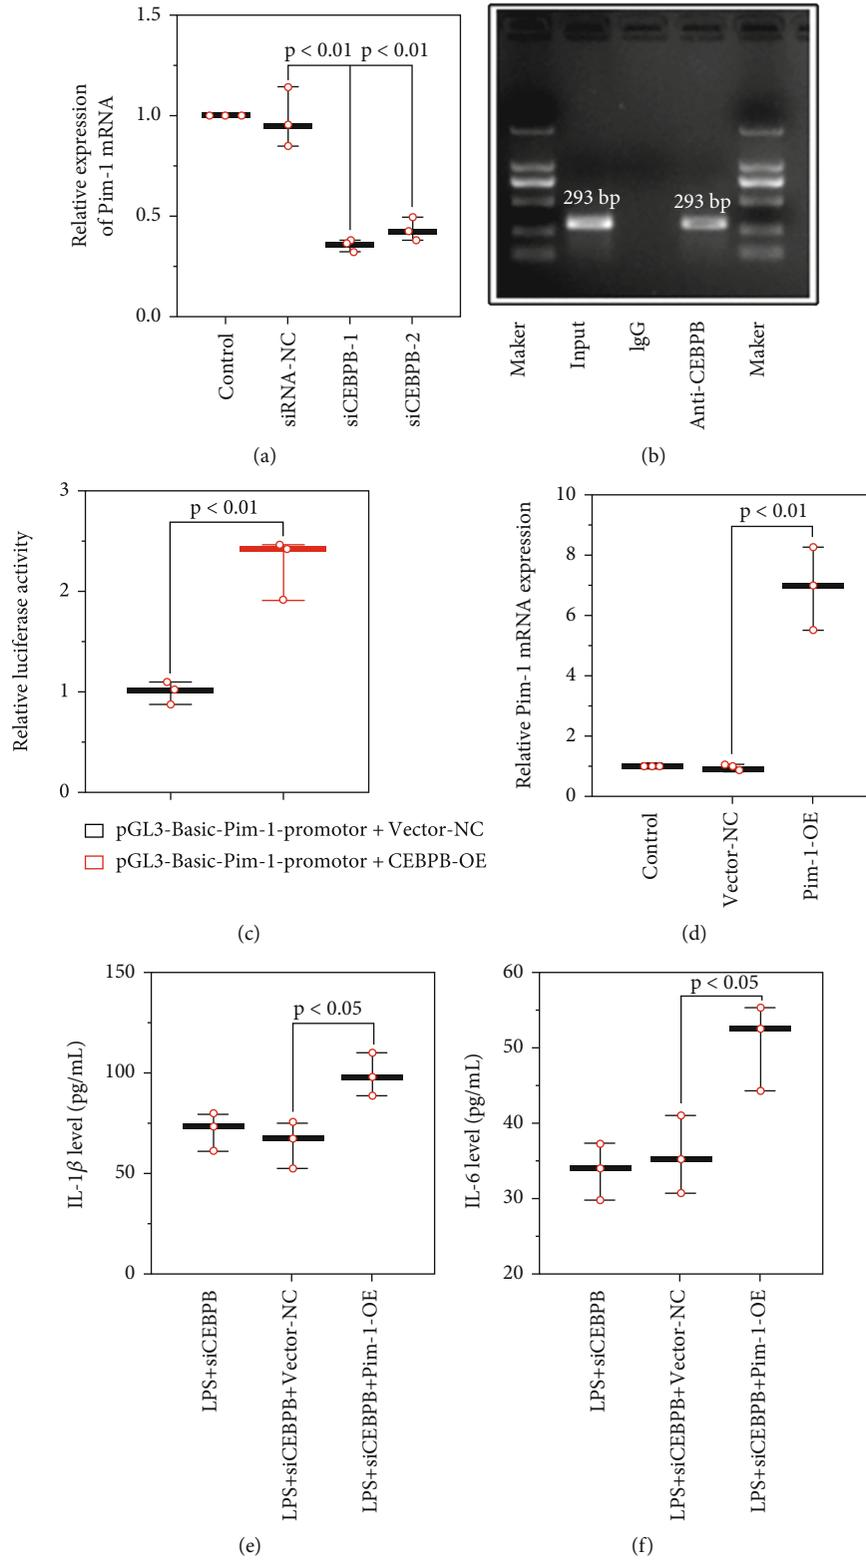 Relative expression
of Pim-1 mRNA
1.5
1.0
0.5
0.0
p < 0.01
p < 0.01
Control
siRNA-NC
siCEBPB-1
siCEBPB-2
(a)
293 bp
293 bp
Maker
Input
IgG
Anti-CEBPB
Maker
(b)
Relative luciferase activity
3
2
1
0
p < 0.01
pGL3-Basic-Pim-1-promotor + Vector-NC
pGL3-Basic-Pim-1-promotor + CEBPB-OE
(c)
Relative Pim-1 mRNA expression
10
8
6
4
2
0
p < 0.01
Control
Vector-NC
Pim-1-OE
(d)
IL-1β level (pg/mL)
150
100
50
0
p < 0.05
LPS+siCEBPB
LPS+siCEBPB+Vector-NC
LPS+siCEBPB+Pim-1-OE
(e)
IL-6 level (pg/mL)
60
50
40
30
20
p < 0.05
LPS+siCEBPB
LPS+siCEBPB+Vector-NC
LPS+siCEBPB+Pim-1-OE
(f)